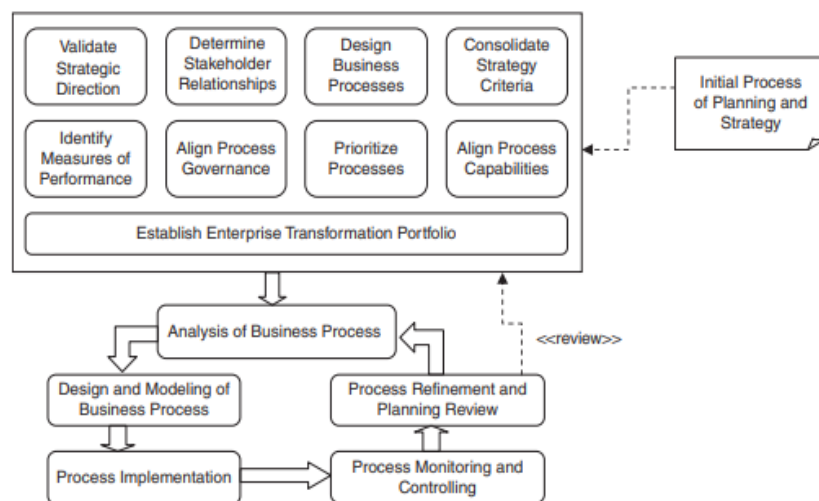 Validate
Strategic
Direction
Determine
Stakeholder
Relationships
Design
Business
Processes
Consolidate
Strategy
Criteria
Initial Process
of Planning and
Strategy
Identify
Measures of
Performance
Align Process
Governance
Prioritize
Processes
Align Process
Capabilities
Establish Enterprise Transformation Portfolio
Analysis of Business Process
<<review>>
Design and Modeling of
Business Process
Process Refinement and
Planning Review
Process Implementation
Process Monitoring and
Controlling